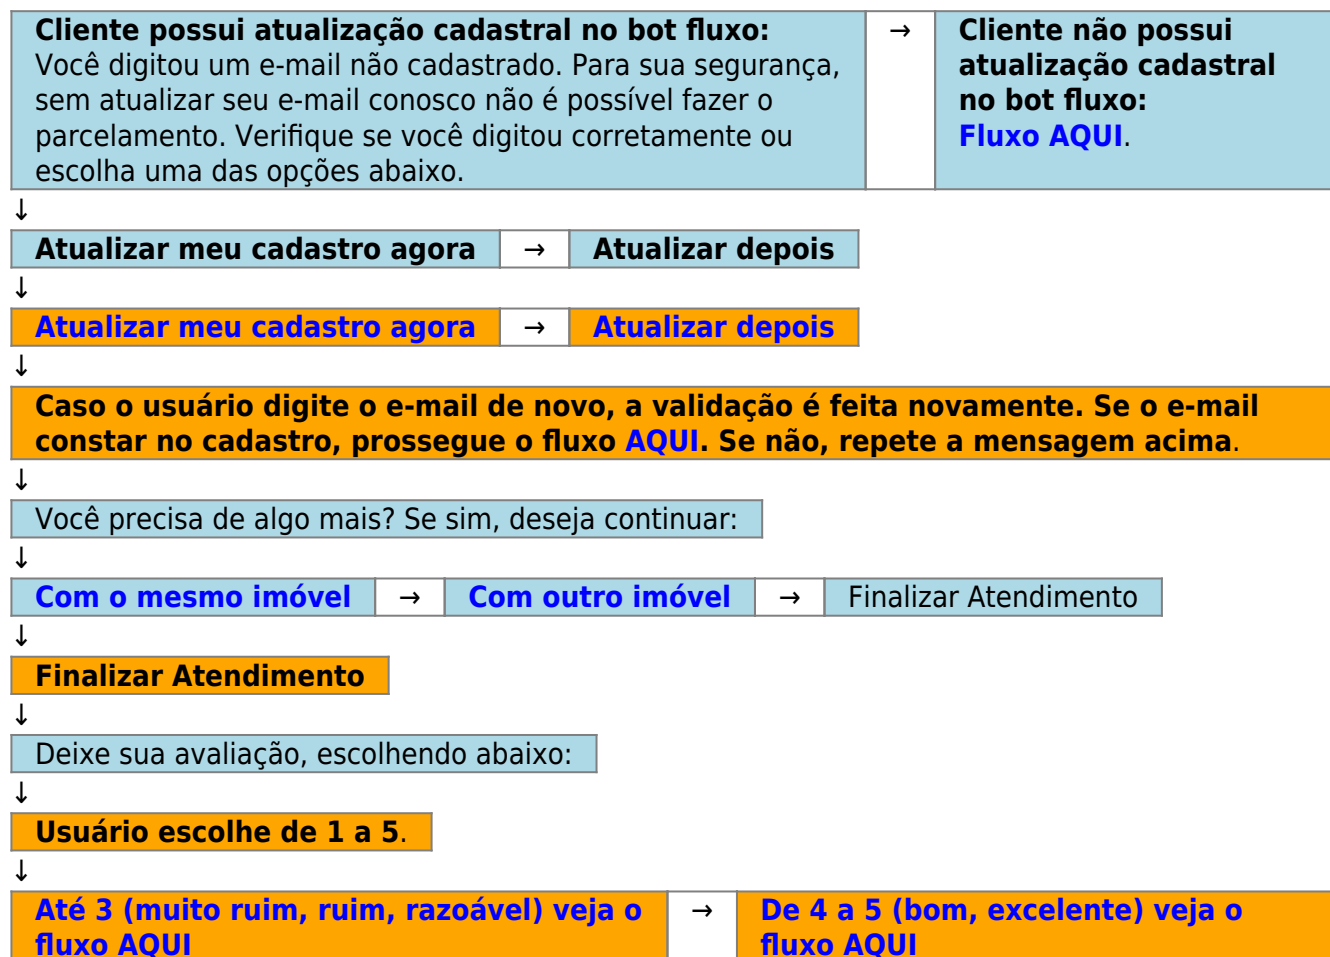 Cliente possui atualização cadastral no bot fluxo: → Cliente não possui
Você digitou um e-mail não cadastrado. Para sua segurança, atualização cadastral
sem atualizar seu e-mail conosco não é possível fazer o no bot fluxo:
parcelamento. Verifique se você digitou corretamente ou Fluxo AQUI.
escolha uma das opções abaixo.
↓
Atualizar meu cadastro agora → Atualizar depois
↓
Atualizar meu cadastro agora → Atualizar depois
↓
Caso o usuário digite o e-mail de novo, a validação é feita novamente. Se o e-mail
constar no cadastro, prossegue o fluxo AQUI. Se não, repete a mensagem acima.
↓
Você precisa de algo mais? Se sim, deseja continuar:
↓
Com o mesmo imóvel → Com outro imóvel → Finalizar Atendimento
↓
Finalizar Atendimento
↓
Deixe sua avaliação, escolhendo abaixo:
↓
Usuário escolhe de 1 a 5.
↓
Até 3 (muito ruim, ruim, razoável) veja o → De 4 a 5 (bom, excelente) veja o
fluxo AQUI fluxo AQUI